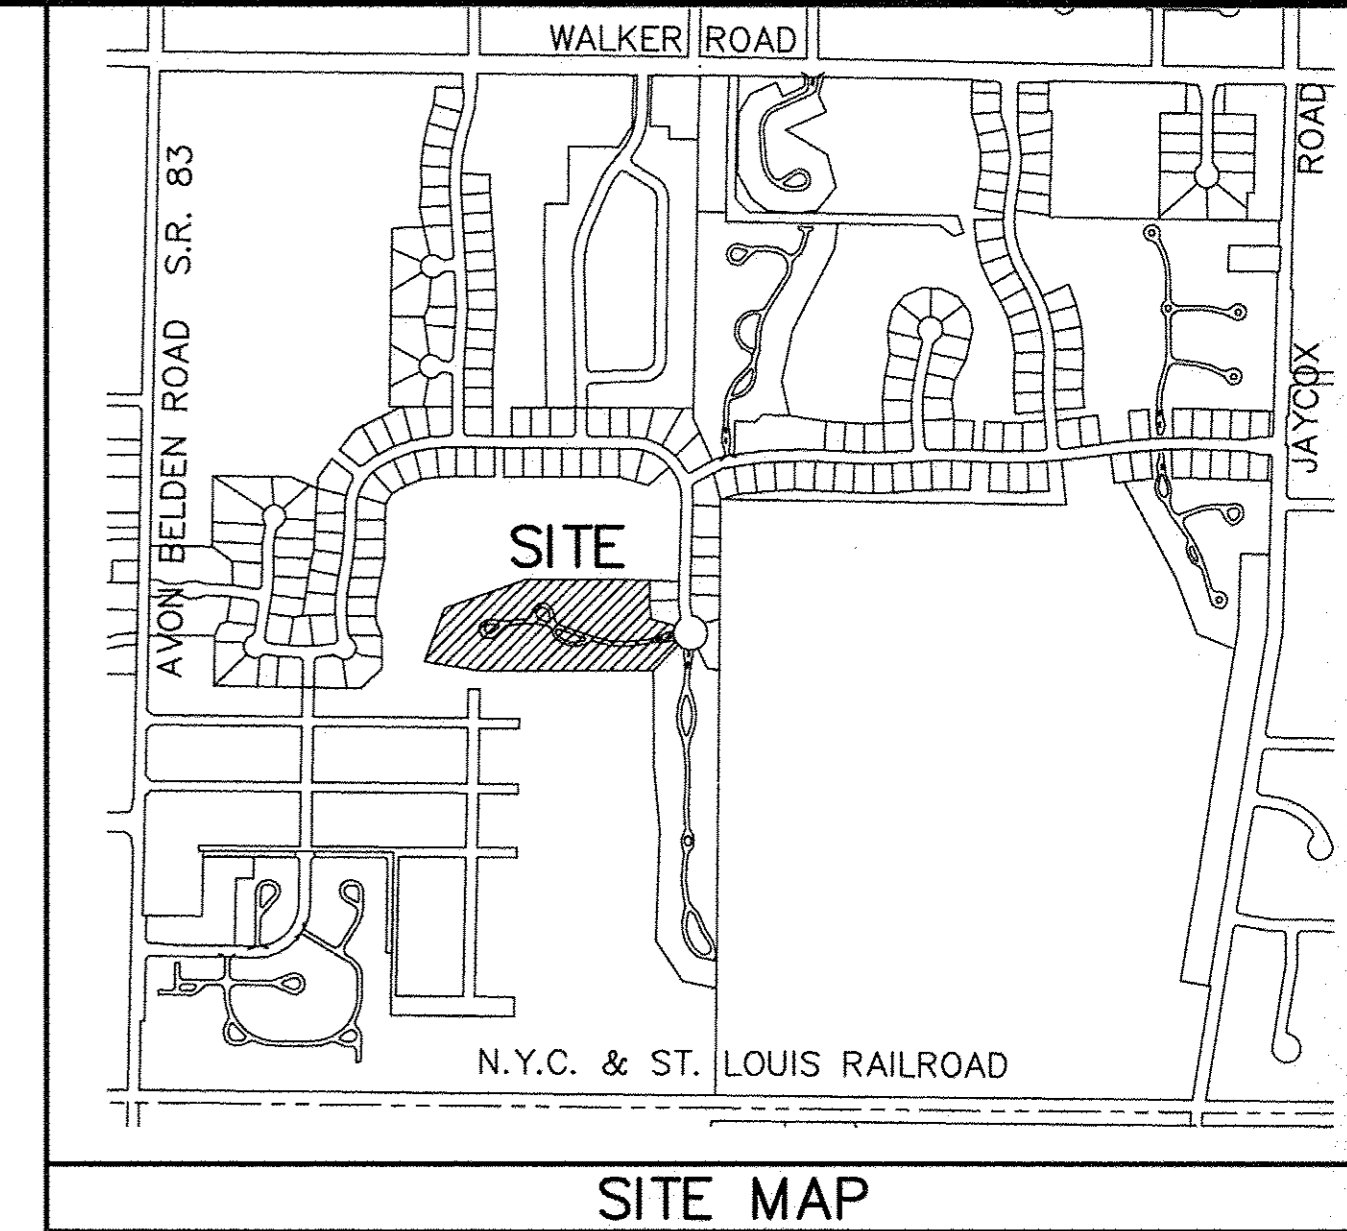 WALKER ROAD
AVON BELDEN ROAD S.R. 83
JAYCOX ROAD
SITE
N.Y.C. & ST. LOUIS RAILROAD
SITE MAP